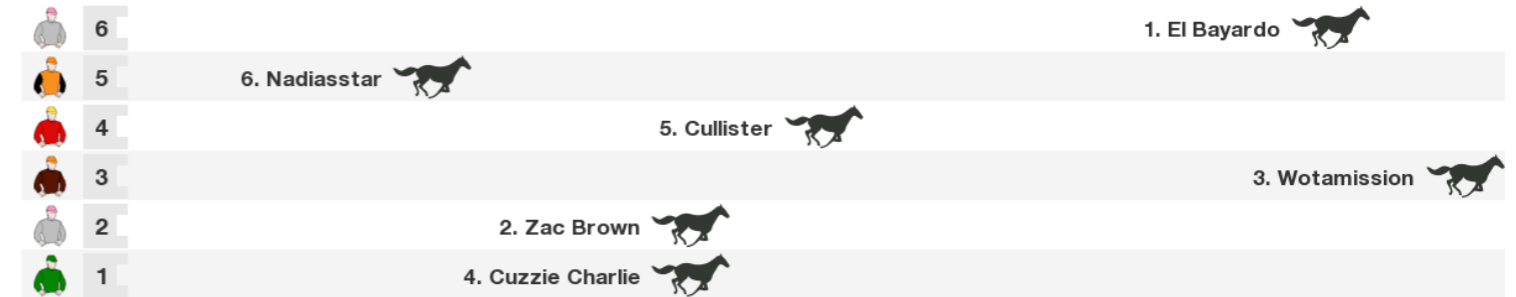 6 1. El Bayardo
5 6. Nadiasstar
4 5. Cullister
3 3. Wotamission
2 2. Zac Brown
1 4. Cuzzie Charlie